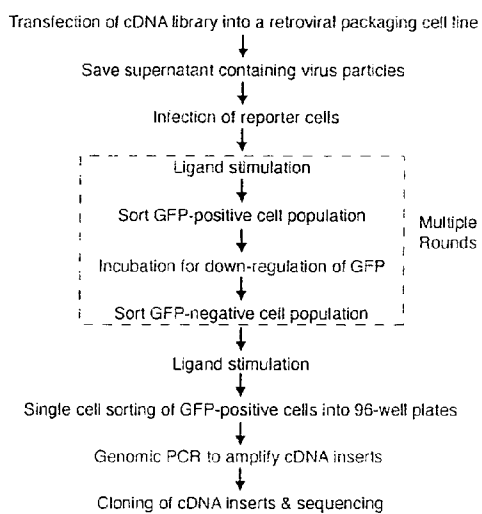 Transfection of cDNA library into a retroviral packaging cell line
Save supernatant containing virus particles
Infection of reporter cells
Ligand stimulation
Sort GFP-positive cell population
Incubation for down-regulation of GFP
Sort GFP-negative cell population
Multiple
Rounds
Ligand stimulation
Single cell sorting of GFP-positive cells into 96-well plates
Genomic PCR to amplify cDNA inserts
Cloning of cDNA inserts & sequencing